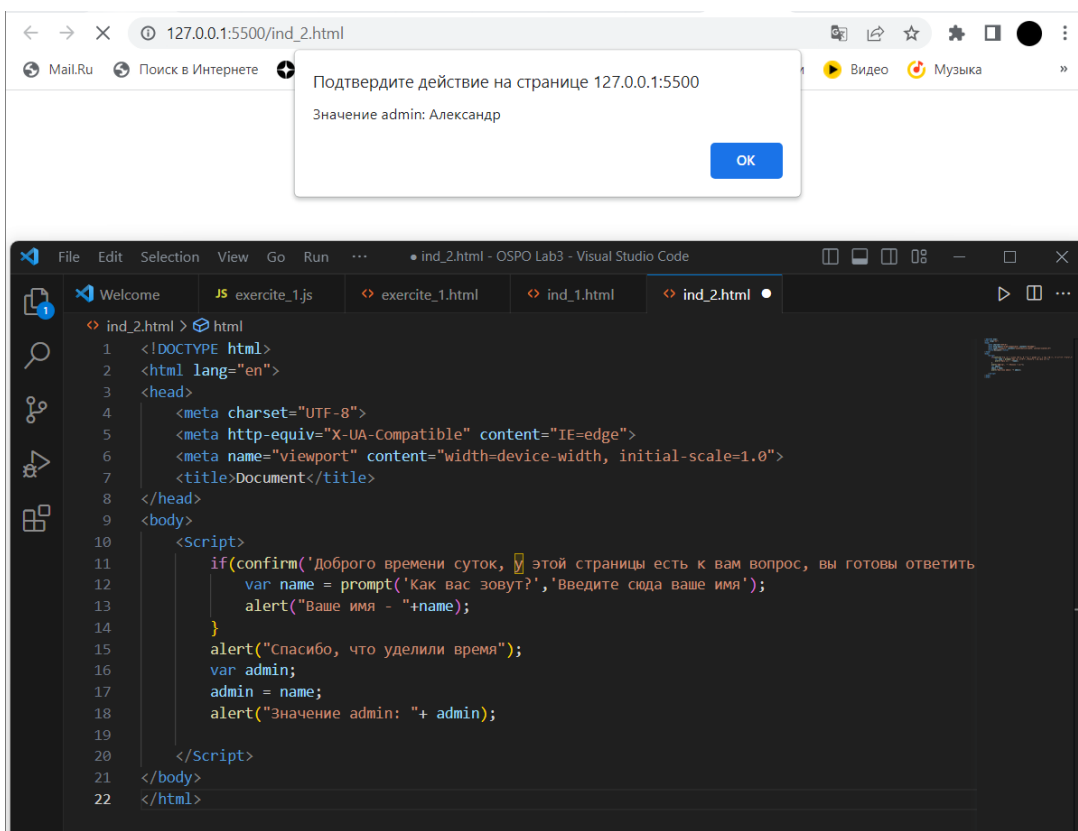 127.0.0.1:5500/ind_2.html
Mail.Ru Поиск в Интернете Видео Музыка »
Подтвердите действие на странице 127.0.0.1:5500
Значение admin: Александр
ОК
File Edit Selection View Go Run ··· ● ind_2.html - OSPO Lab3 - Visual Studio Code
1
Welcome JS exercite_1.js <> exercite_1.html <> ind_1.html <> ind_2.html ●
<> ind_2.html > html
1 <!DOCTYPE html>
2 <html lang="en">
3 <head>
4 <meta charset="UTF-8">
5 <meta http-equiv="X-UA-Compatible" content="IE=edge">
6 <meta name="viewport" content="width=device-width, initial-scale=1.0">
7 <title>Document</title>
8 </head>
9 <body>
10 <Script>
11 if(confirm('Доброго времени суток, у этой страницы есть к вам вопрос, вы готовы ответить
12 var name = prompt('Как вас зовут?','Введите сюда ваше имя');
13 alert("Ваше имя - "+name);
14 }
15 alert("Спасибо, что уделили время");
16 var admin;
17 admin = name;
18 alert("Значение admin: "+ admin);
19
20 </Script>
21 </body>
22 </html>